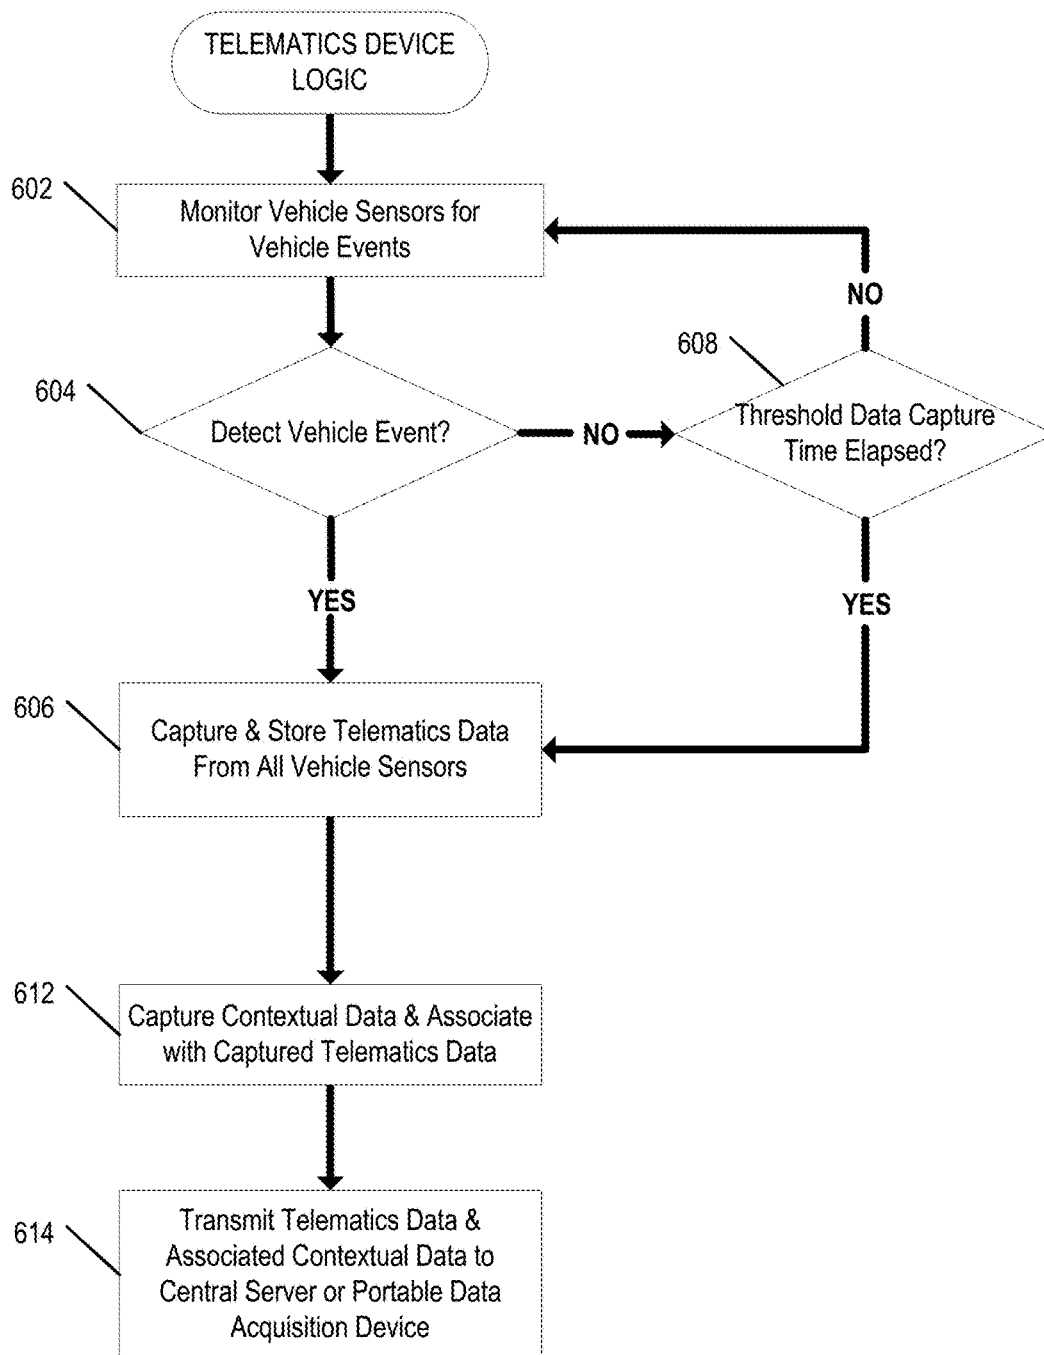 TELEMATICS DEVICE
LOGIC
602
Monitor Vehicle Sensors for
Vehicle Events
NO
608
604
Detect Vehicle Event?
NO
Threshold Data Capture
Time Elapsed?
YES
YES
606
Capture & Store Telematics Data
From All Vehicle Sensors
612
Capture Contextual Data & Associate
with Captured Telematics Data
614
Transmit Telematics Data &
Associated Contextual Data to
Central Server or Portable Data
Acquisition Device